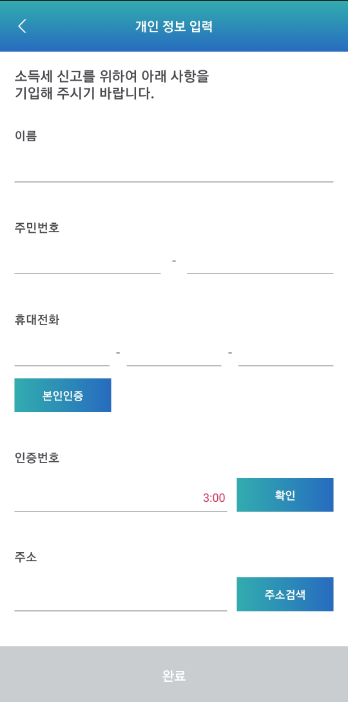 개인 정보 입력
소득세 신고를 위하여 아래 사항을
기입해 주시기 바랍니다.
이름
주민번호
-
휴대전화
- -
본인인증
인증번호
3:00 확인
주소
주소검색
완료